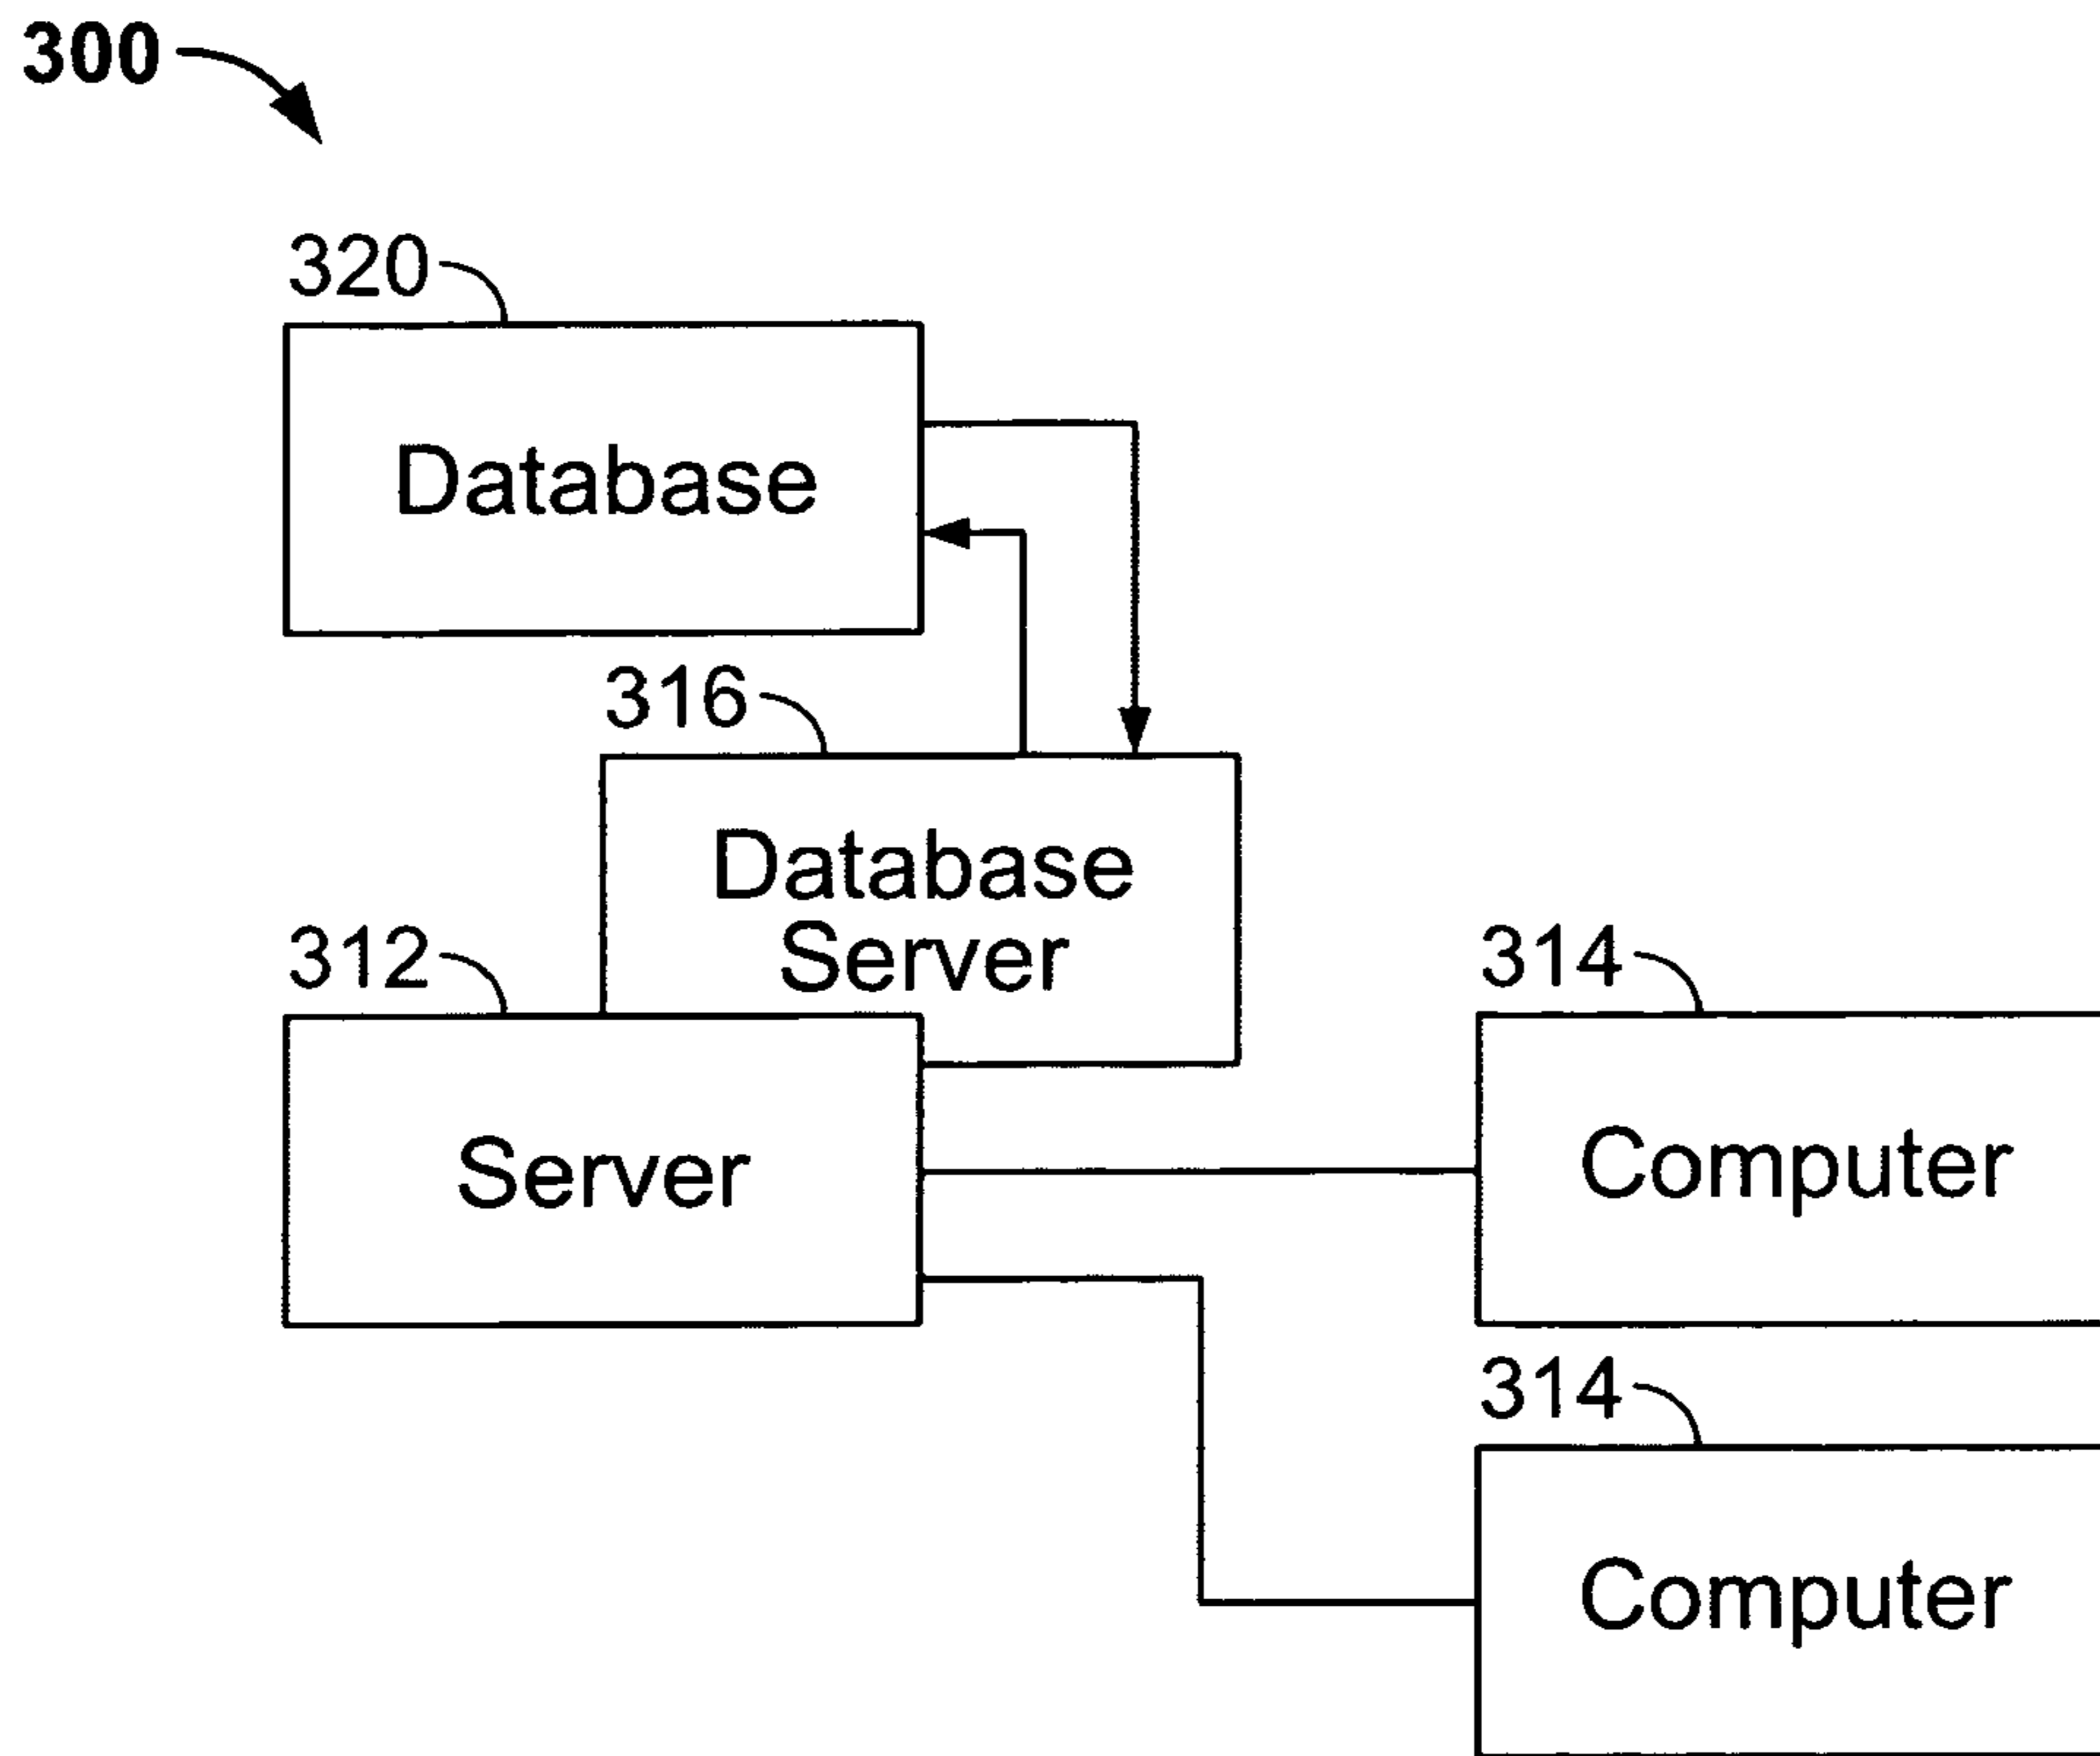 300
320
Database
316
Database
Server
312
Server
314
Computer
314
Computer